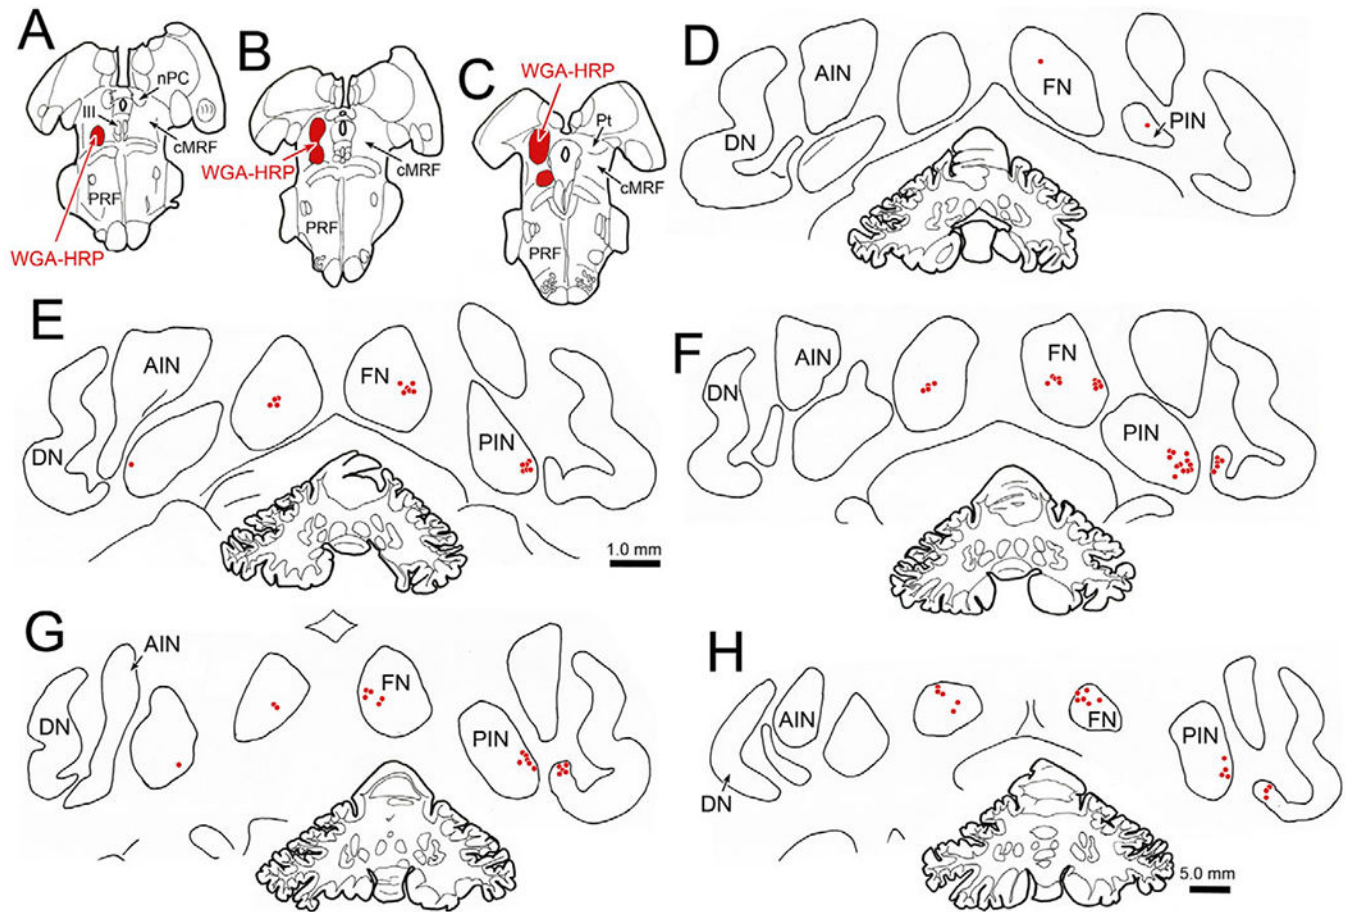 A
nPC
III
cMRF
PRF
WGA-HRP
B
WGA-HRP
cMRF
PRF
C
WGA-HRP
Pt
cMRF
PRF
D
AIN
FN
DN
PIN
E
AIN
FN
DN
PIN
1.0 mm
F
AIN
FN
DN
PIN
G
AIN
DN
FN
PIN
H
AIN
FN
PIN
DN
5.0 mm